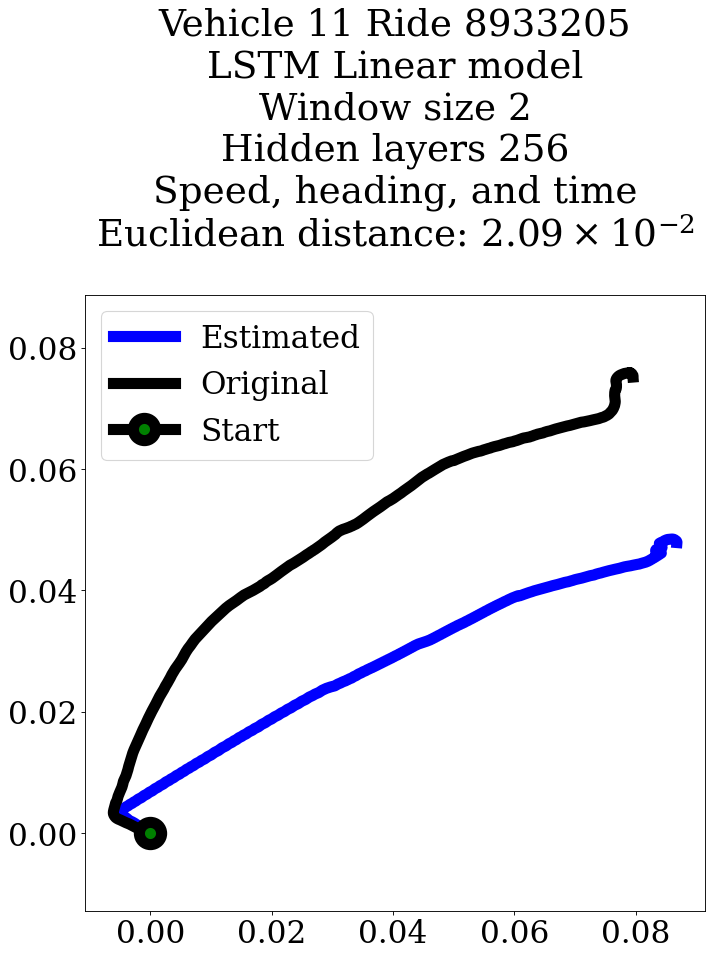 Vehicle 11 Ride 8933205
LSTM Linear model
Window size 2
Hidden layers 256
Speed, heading, and time
Euclidean distance: 2.09 × 10⁻²
Estimated
Original
Start
0.08
0.06
0.04
0.02
0.00
0.00 0.02 0.04 0.06 0.08